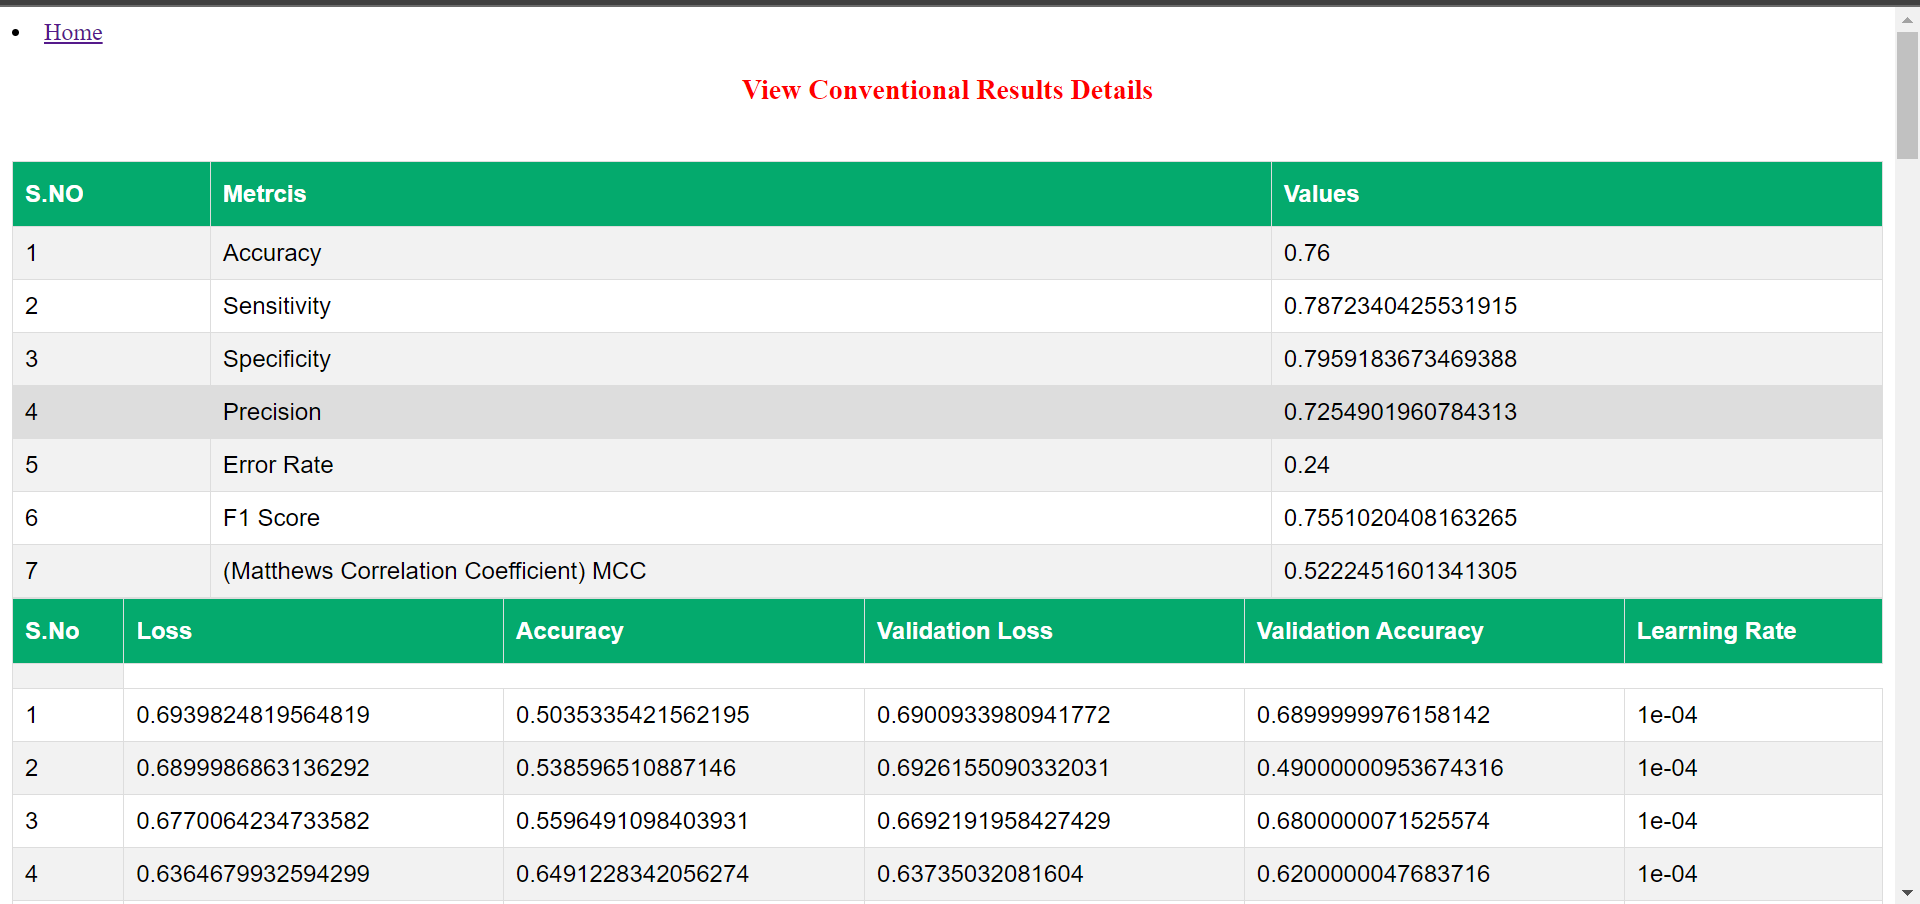 Home
View Conventional Results Details
S.NO Metrcis Values
1 Accuracy 0.76
2 Sensitivity 0.7872340425531915
3 Specificity 0.7959183673469388
4 Precision 0.7254901960784313
5 Error Rate 0.24
6 F1 Score 0.7551020408163265
7 (Matthews Correlation Coefficient) MCC 0.5222451601341305
S.No Loss Accuracy Validation Loss Validation Accuracy Learning Rate
1 0.6939824819564819 0.5035335421562195 0.6900933980941772 0.6899999976158142 1e-04
2 0.6899986863136292 0.538596510887146 0.6926155090332031 0.49000000953674316 1e-04
3 0.6770064234733582 0.5596491098403931 0.6692191958427429 0.6800000071525574 1e-04
4 0.6364679932594299 0.6491228342056274 0.63735032081604 0.6200000047683716 1e-04